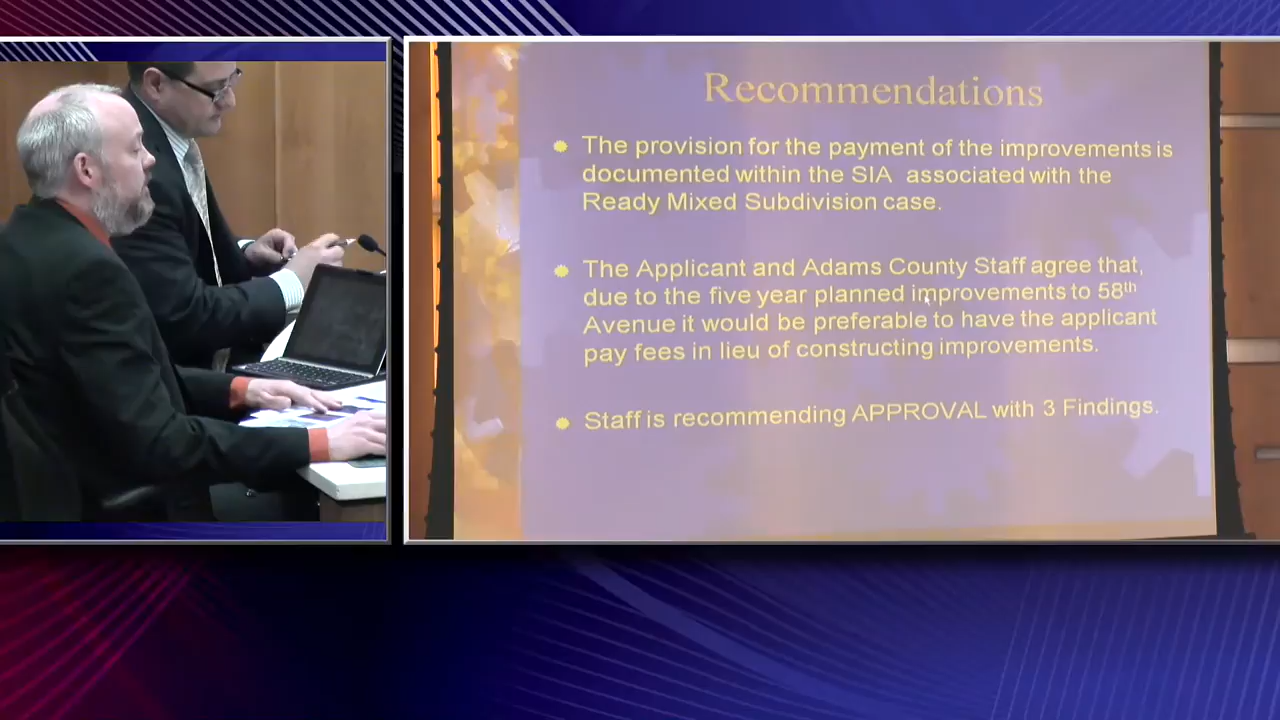 Recommendations
The provision for the payment of the improvements is
documented within the SIA associated with the
Ready Mixed Subdivision case.
The Applicant and Adams County Staff agree that,
due to the five year planned improvements to 58th
Avenue it would be preferable to have the applicant
pay fees in lieu of constructing improvements.
Staff is recommending APPROVAL with 3 Findings.